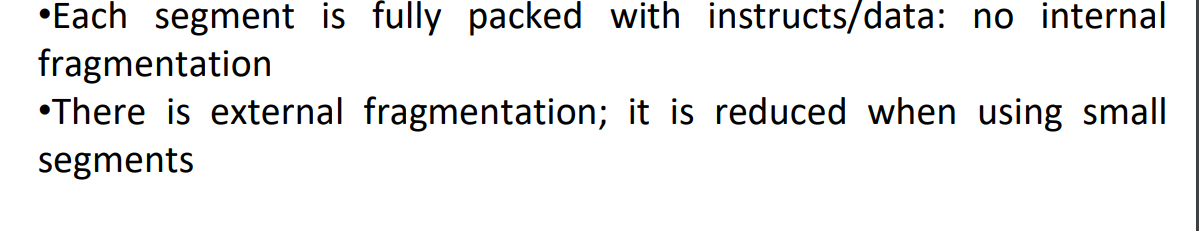 •Each segment is fully packed with instructs/data: no internal
fragmentation
•There is external fragmentation; it is reduced when using small
segments